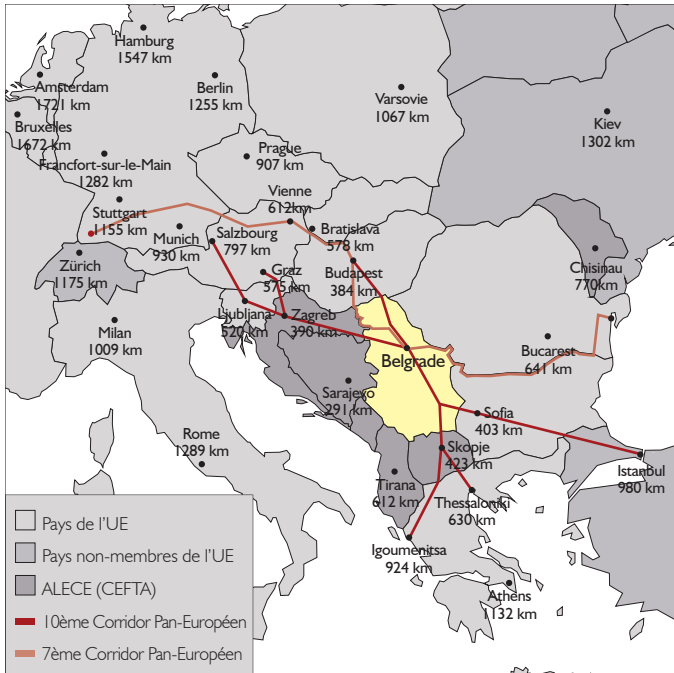 Hamburg
1547 km
Amsterdam
1721 km
Berlin
1255 km
Varsovie
1067 km
Bruxelles
1672 km
Kiev
1302 km
Francfort-sur-le-Main
1282 km
Prague
907 km
Vienne
612km
Stuttgart
1155 km
Munich
930 km
Salzbourg
797 km
Bratislava
578 km
Zürich
1175 km
Graz
575 km
Budapest
384 km
Chisinau
770km
Milan
1009 km
Ljubljana
520 km
Zagreb
390 km
Belgrade
Bucarest
641 km
Sarajevo
291 km
Sofia
403 km
Rome
1289 km
Skopje
423 km
Istanbul
980 km
Tirana
612 km
Thessaloniki
630 km
Igoumenitsa
924 km
Athens
1132 km
Pays de l'UE
Pays non-membres de l'UE
ALECE (CEFTA)
10ème Corridor Pan-Européen
7ème Corridor Pan-Européen